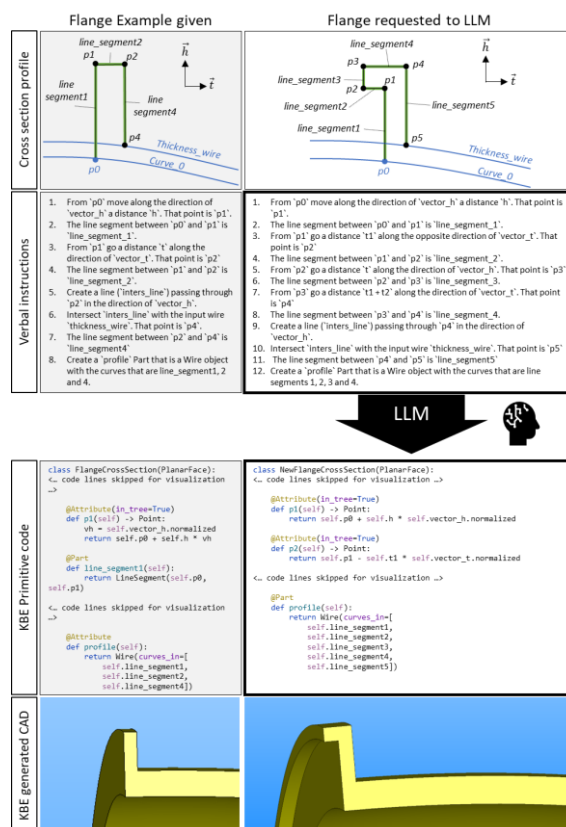 Flange Example given
Flange requested to LLM
Cross section profile
line_segment2
p1
p2
line
segment1
line
segment4
p4
p0
Thickness_wire
Curve_0
h
t
line_segment4
p3
p4
line_segment3
p1
p2
line_segment2
line_segment1
line_segment5
p5
p0
Thickness_wire
Curve_0
h
t
Verbal instructions
1. From `p0` move along the direction of
`vector_h` a distance `h`. That point is `p1`.
2. The line segment between `p0` and `p1` is
`line_segment_1`.
3. From `p1` go a distance `t` along the
direction of `vector_t`. That point is `p2`
4. The line segment between `p1` and `p2` is
`line_segment_2`.
5. Create a line (`inters_line`) passing through
`p2` in the direction of `vector_h`.
6. Intersect `inters_line` with the input wire
`thickness_wire`. That point is `p4`.
7. The line segment between `p2` and `p4` is
`line_segment4`
8. Create a `profile` Part that is a Wire object
with the curves that are line_segment1, 2
and 4.
1. From `p0` move along the direction of `vector_h` a distance `h`. That point is
`p1`.
2. The line segment between `p0` and `p1` is `line_segment_1`.
3. From `p1` go a distance `t1` along the opposite direction of `vector_t`. That
point is `p2`
4. The line segment between `p1` and `p2` is `line_segment_2`.
5. From `p2` go a distance `t` along the direction of `vector_h`. That point is `p3`
6. The line segment between `p2` and `p3` is `line_segment_3.
7. From `p3` go a distance `t1 + t2` along the direction of `vector_t`. That point
is `p4`
8. The line segment between `p3` and `p4` is `line_segment_4.
9. Create a line (`inters_line`) passing through `p4` in the direction of
`vector_h`.
10. Intersect `inters_line` with the input wire `thickness_wire`. That point is `p5`
11. The line segment between `p4` and `p5` is `line_segment5`
12. Create a `profile` Part that is a Wire object with the curves that are line
segments 1, 2, 3 and 4.
LLM
KBE Primitive code
class FlangeCrossSection(PlanarFace):
<… code lines skipped for visualization
…>
@Attribute(in_tree=True)
def p1(self) -> Point:
vh = self.vector_h.normalized
return self.p0 + self.h * vh
@Part
def line_segment1(self):
return LineSegment(self.p0,
self.p1)
<… code lines skipped for visualization
…>
@Attribute
def profile(self):
return Wire(curves_in=[
self.line_segment1,
self.line_segment2,
self.line_segment4])
class NewFlangeCrossSection(PlanarFace):
<… code lines skipped for visualization …>
@Attribute(in_tree=True)
def p1(self) -> Point:
return self.p0 + self.h * self.vector_h.normalized
@Attribute(in_tree=True)
def p2(self) -> Point:
return self.p1 - self.t1 * self.vector_t.normalized
<… code lines skipped for visualization …>
@Part
def profile(self):
return Wire(curves_in=[
self.line_segment1,
self.line_segment2,
self.line_segment3,
self.line_segment4,
self.line_segment5])
KBE generated CAD